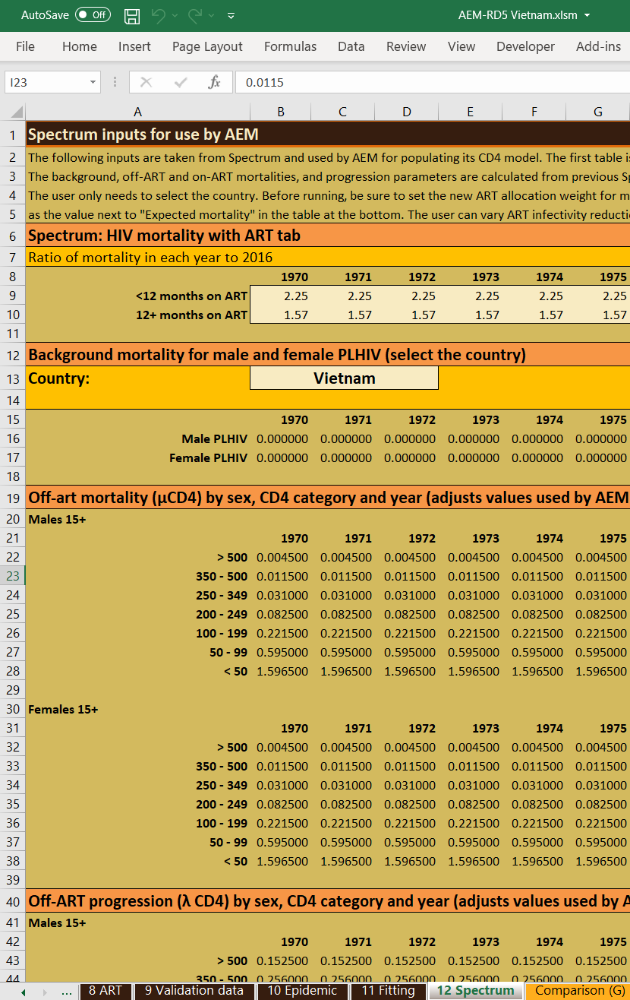 AutoSave Off AEM-RD5 Vietnam.xlsm
File Home Insert Page Layout Formulas Data Review View Developer Add-ins
I23 fx 0.0115
A B C D E F G
1 Spectrum inputs for use by AEM
2 The following inputs are taken from Spectrum and used by AEM for populating its CD4 model. The first table is
3 The background, off-ART and on-ART mortalities, and progression parameters are calculated from previous Sp
4 The user only needs to select the country. Before running, be sure to set the new ART allocation weight for m
5 as the value next to "Expected mortality" in the table at the bottom. The user can vary ART infectivity reducti
6 Spectrum: HIV mortality with ART tab
7 Ratio of mortality in each year to 2016
8 1970 1971 1972 1973 1974 1975
9 <12 months on ART 2.25 2.25 2.25 2.25 2.25 2.25
10 12+ months on ART 1.57 1.57 1.57 1.57 1.57 1.57
11
12 Background mortality for male and female PLHIV (select the country)
13 Country: Vietnam
14
15 1970 1971 1972 1973 1974 1975
16 Male PLHIV 0.000000 0.000000 0.000000 0.000000 0.000000 0.000000
17 Female PLHIV 0.000000 0.000000 0.000000 0.000000 0.000000 0.000000
18
19 Off-art mortality (µCD4) by sex, CD4 category and year (adjusts values used by AEM
20 Males 15+
21 1970 1971 1972 1973 1974 1975
22 > 500 0.004500 0.004500 0.004500 0.004500 0.004500 0.004500
23 350 - 500 0.011500 0.011500 0.011500 0.011500 0.011500 0.011500
24 250 - 349 0.031000 0.031000 0.031000 0.031000 0.031000 0.031000
25 200 - 249 0.082500 0.082500 0.082500 0.082500 0.082500 0.082500
26 100 - 199 0.221500 0.221500 0.221500 0.221500 0.221500 0.221500
27 50 - 99 0.595000 0.595000 0.595000 0.595000 0.595000 0.595000
28 < 50 1.596500 1.596500 1.596500 1.596500 1.596500 1.596500
29
30 Females 15+
31 1970 1971 1972 1973 1974 1975
32 > 500 0.004500 0.004500 0.004500 0.004500 0.004500 0.004500
33 350 - 500 0.011500 0.011500 0.011500 0.011500 0.011500 0.011500
34 250 - 349 0.031000 0.031000 0.031000 0.031000 0.031000 0.031000
35 200 - 249 0.082500 0.082500 0.082500 0.082500 0.082500 0.082500
36 100 - 199 0.221500 0.221500 0.221500 0.221500 0.221500 0.221500
37 50 - 99 0.595000 0.595000 0.595000 0.595000 0.595000 0.595000
38 < 50 1.596500 1.596500 1.596500 1.596500 1.596500 1.596500
39
40 Off-ART progression (λ CD4) by sex, CD4 category and year (adjusts values used by A
41 Males 15+
42 1970 1971 1972 1973 1974 1975
43 > 500 0.152500 0.152500 0.152500 0.152500 0.152500 0.152500
44 350 - 500 0.256000 0.256000 0.256000 0.256000 0.256000 0.256000
... 8 ART 9 Validation data 10 Epidemic 11 Fitting 12 Spectrum Comparison (G)